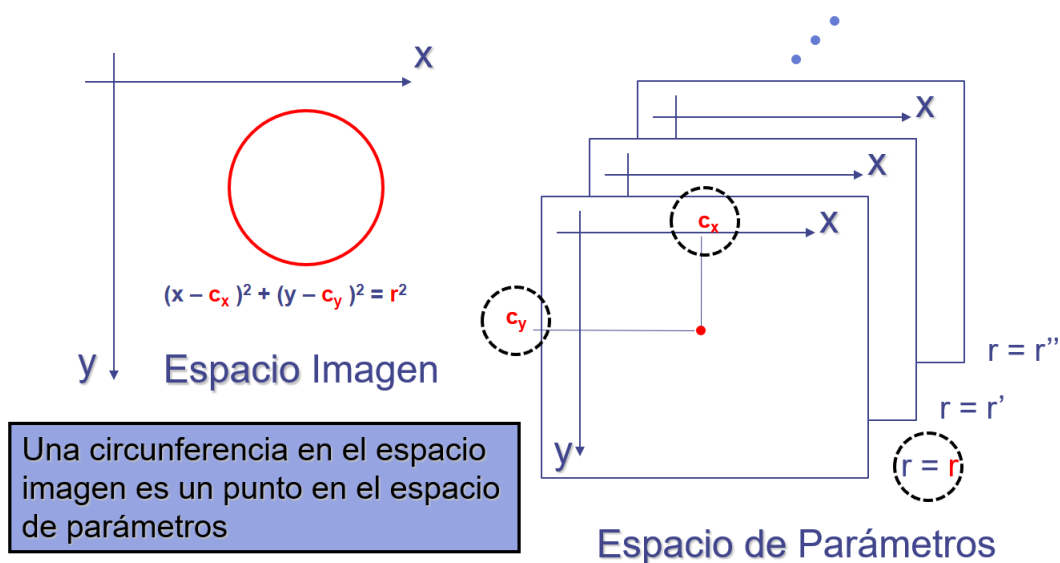 x
(x – cx )² + (y – cy )² = r²
y
Espacio Imagen
Una circunferencia en el espacio
imagen es un punto en el espacio
de parámetros
x
x
cx
x
cy
y
r = r’’
r = r’
r = r
Espacio de Parámetros